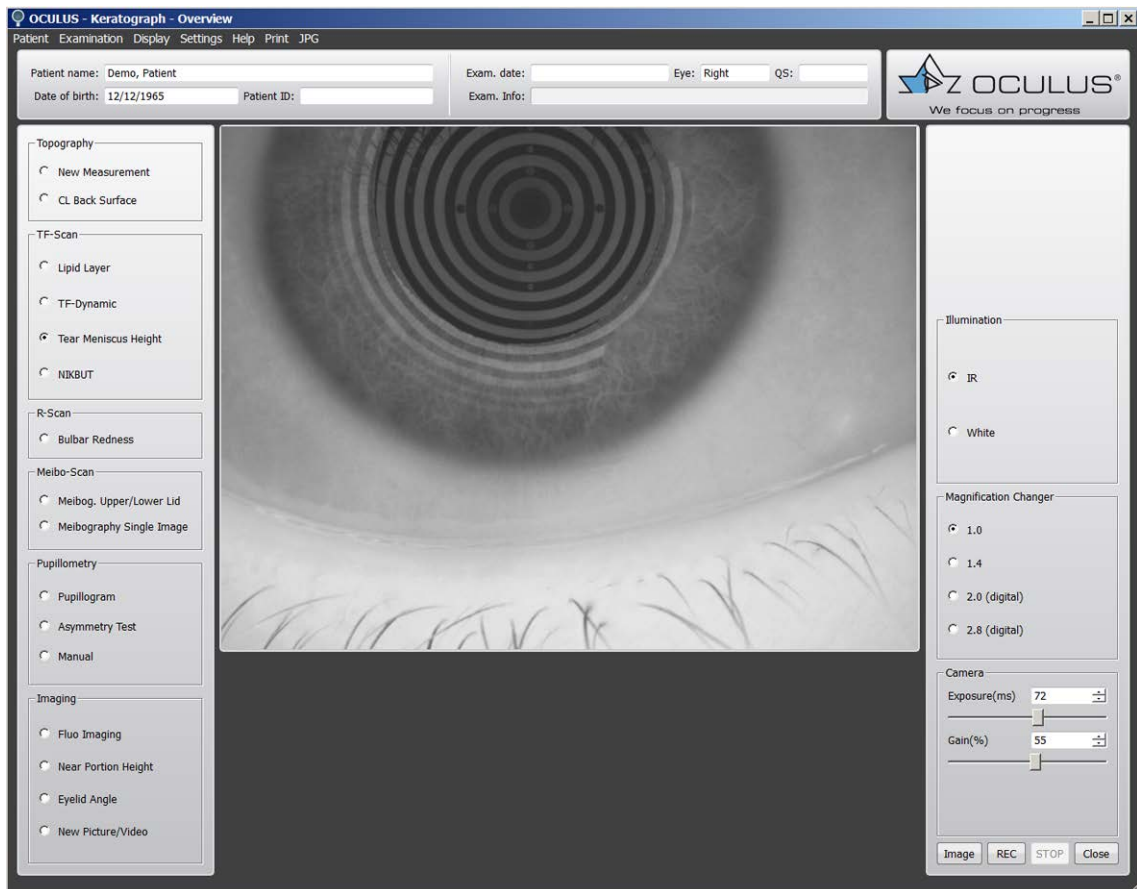 OCULUS - Keratograph - Overview
Patient Examination Display Settings Help Print JPG
Patient name: Demo, Patient
Date of birth: 12/12/1965 Patient ID:
Exam. date: Eye: Right QS:
Exam. Info:
OCULUS®
We focus on progress
Topography
New Measurement
CL Back Surface
TF-Scan
Lipid Layer
TF-Dynamic
Tear Meniscus Height
NIKBUT
R-Scan
Bulbar Redness
Meibo-Scan
Meibog. Upper/Lower Lid
Meibography Single Image
Pupillometry
Pupillogram
Asymmetry Test
Manual
Imaging
Fluo Imaging
Near Portion Height
Eyelid Angle
New Picture/Video
Illumination
IR
White
Magnification Changer
1.0
1.4
2.0 (digital)
2.8 (digital)
Camera
Exposure(ms) 72
Gain(%) 55
Image REC STOP Close